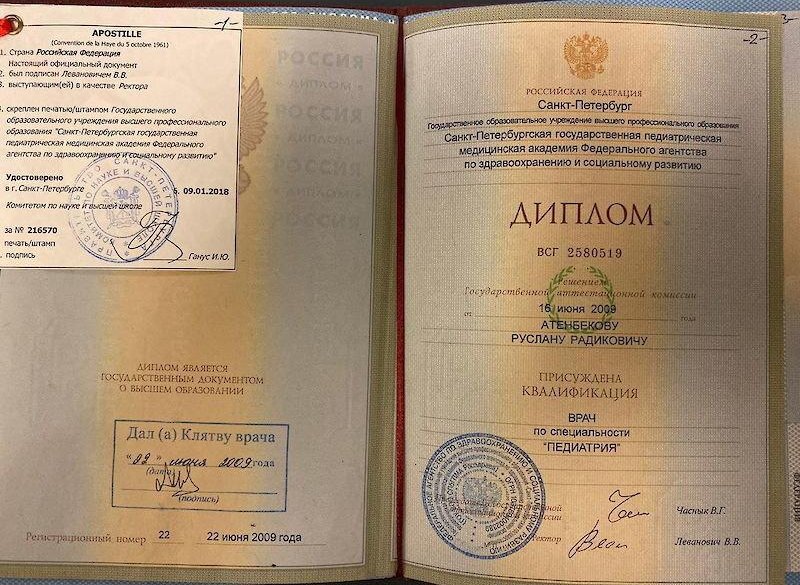 -1-
APOSTILLE
(Convention de la Haye du 5 octobre 1961)
1. Страна Российская Федерация
Настоящий официальный документ
2. был подписан Левановичем В.В.
3. выступающим(ей) в качестве Ректора
4. скреплен печатью/штампом Государственного
образовательного учреждения высшего профессионального
образования "Санкт-Петербургская государственная
педиатрическая медицинская академия Федерального
агентства по здравоохранению и социальному развитию"
Удостоверено
в г.Санкт-Петербурге
6. 09.01.2018
Комитетом по науке и высшей школе
за № 216570
печать/штамп
подпись
Ганус И.Ю.
ДИПЛОМ ЯВЛЯЕТСЯ
ГОСУДАРСТВЕННЫМ ДОКУМЕНТОМ
О ВЫСШЕМ ОБРАЗОВАНИИ
Дал (а) Клятву врача
"22" июня 2009 года
(дата)
(подпись)
Регистрационный номер 22 22 июня 2009 года
-2-
РОССИЙСКАЯ ФЕДЕРАЦИЯ
Санкт-Петербург
Государственное образовательное учреждение высшего профессионального образования
Санкт-Петербургская государственная педиатрическая
медицинская академия Федерального агентства
по здравоохранению и социальному развитию
ДИПЛОМ
ВСГ 2580519
Решением
Государственной аттестационной комиссии
от 16 июня 2009 года
АТЕНБЕКОВУ
РУСЛАНУ РАДИКОВИЧУ
ПРИСУЖДЕНА
КВАЛИФИКАЦИЯ
ВРАЧ
по специальности
"ПЕДИАТРИЯ"
Часнык В.Г.
Ректор
Леванович В.В.